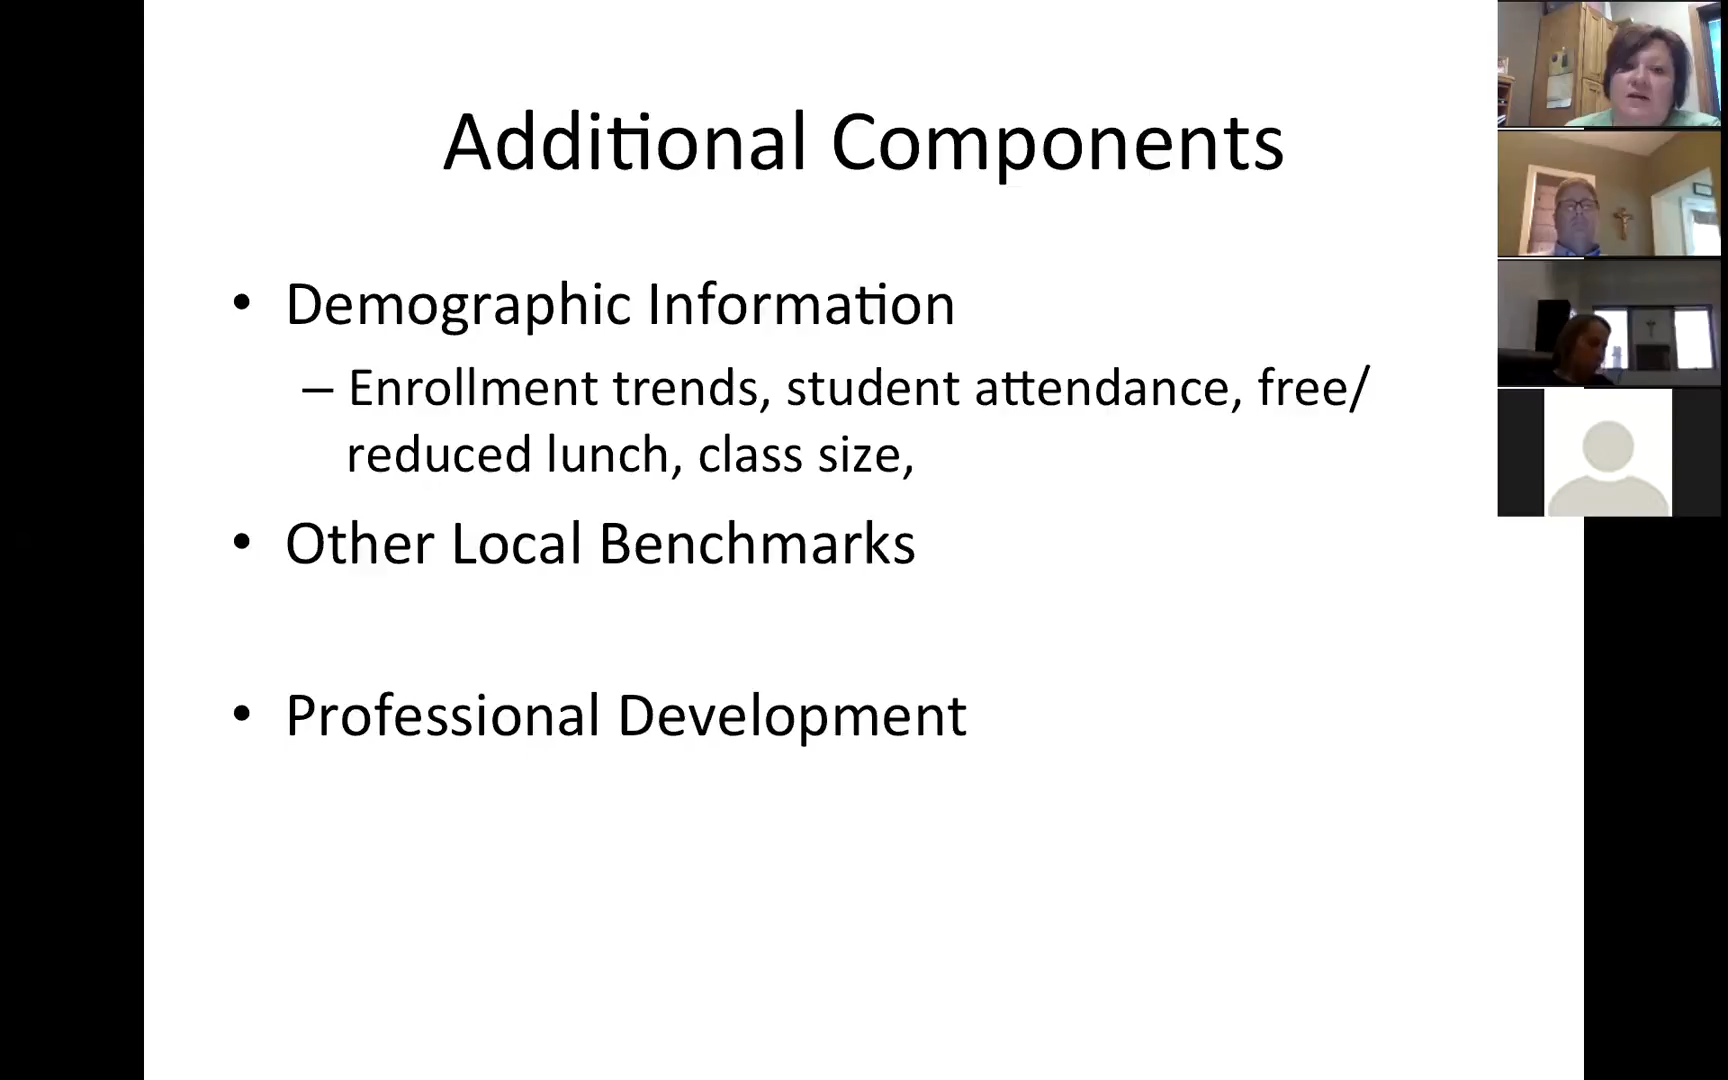 Additional Components
• Demographic Information
– Enrollment trends, student attendance, free/
reduced lunch, class size,
• Other Local Benchmarks
• Professional Development